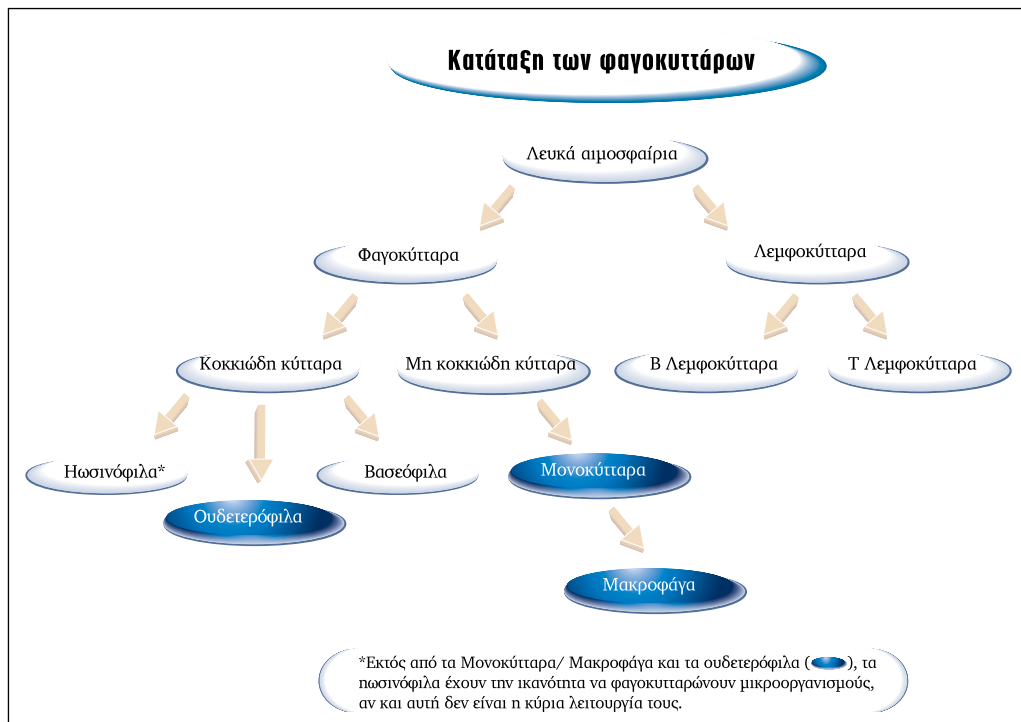 Κατάταξη των φαγοκυττάρων
Λευκά αιμοσφαίρια
Φαγοκύτταρα
Λεμφοκύτταρα
Κοκκιώδη κύτταρα
Μη κοκκιώδη κύτταρα
Β Λεμφοκύτταρα
Τ Λεμφοκύτταρα
Ηωσινόφιλα*
Βασεόφιλα
Μονοκύτταρα
Ουδετερόφιλα
Μακροφάγα
*Εκτός από τα Μονοκύτταρα/ Μακροφάγα και τα ουδετερόφιλα ( ), τα
ηωσινόφιλα έχουν την ικανότητα να φαγοκυτταρώνουν μικροοργανισμούς,
αν και αυτή δεν είναι η κύρια λειτουργία τους.